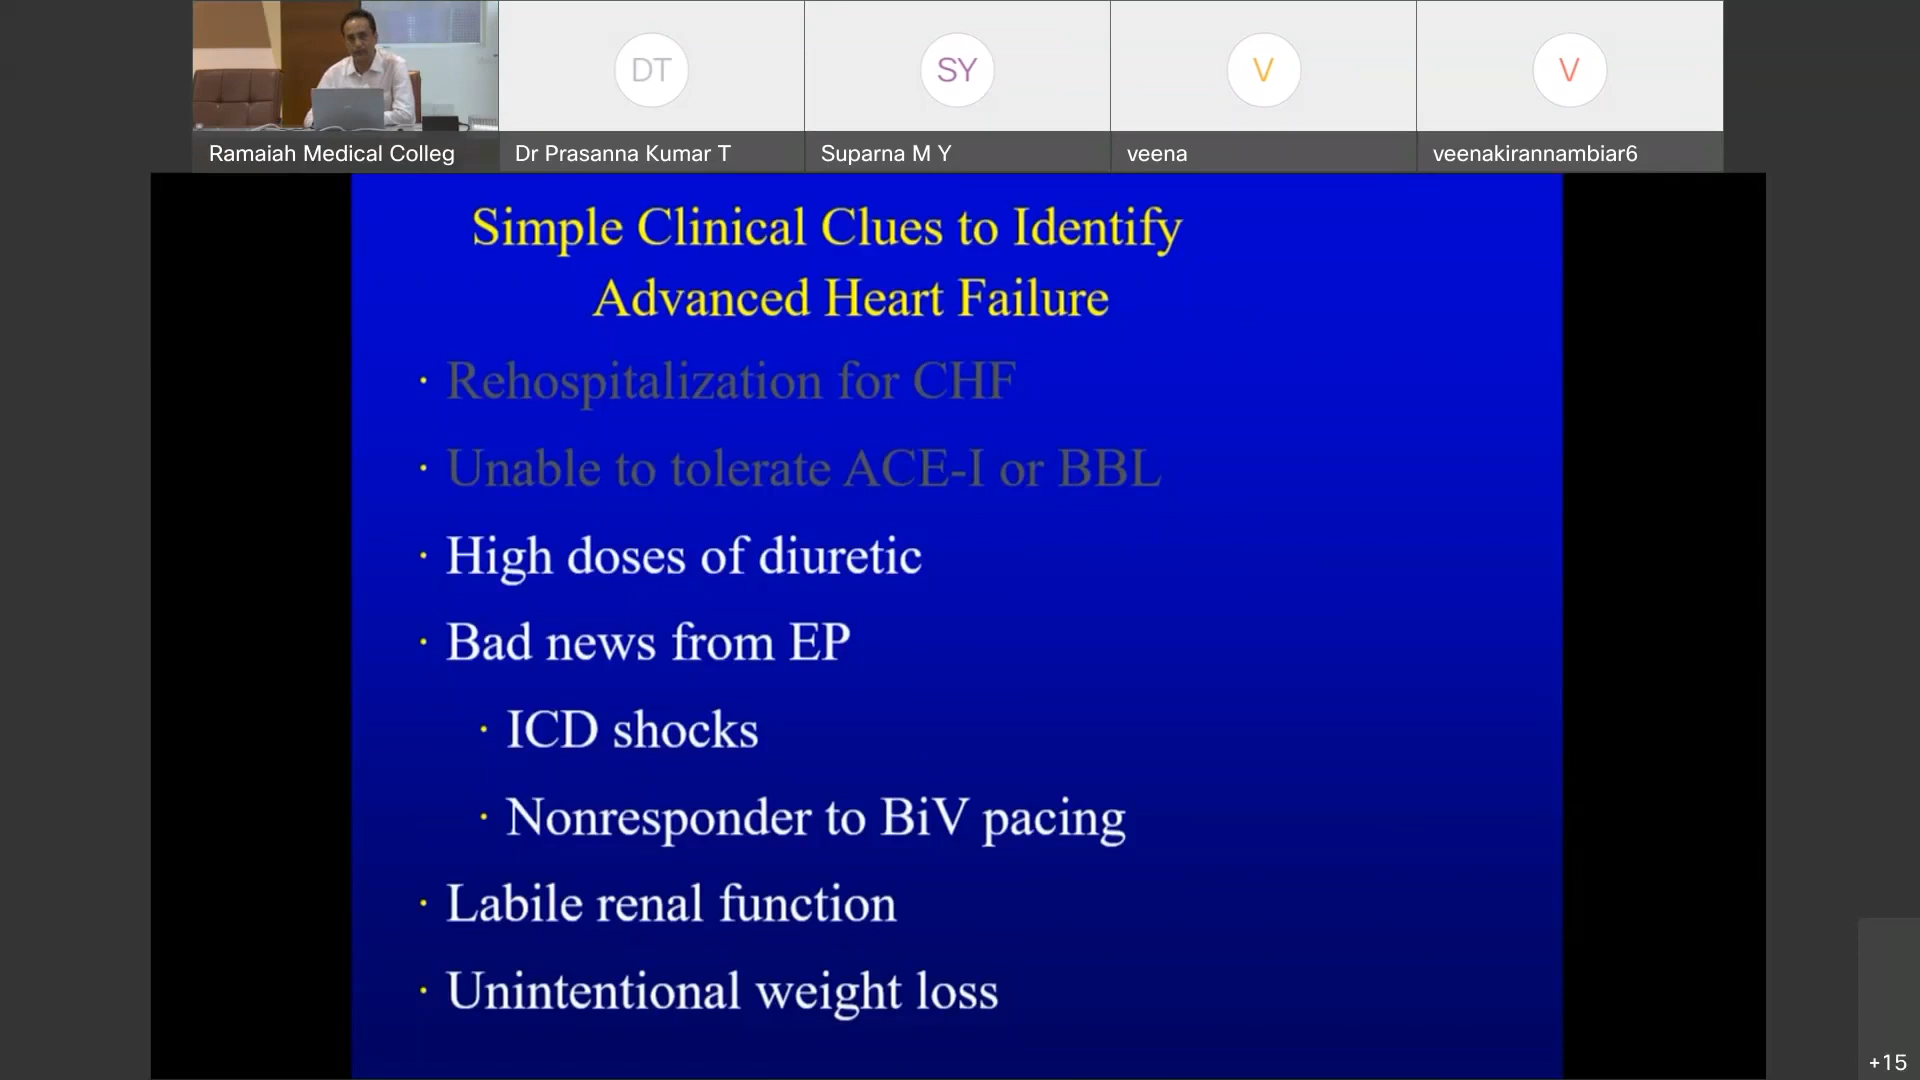 DT
SY
V
V
Ramaiah Medical Colleg
Dr Prasanna Kumar T
Suparna M Y
veena
veenakirannambiar6
Simple Clinical Clues to Identify
Advanced Heart Failure
· Rehospitalization for CHF
· Unable to tolerate ACE-I or BBL
· High doses of diuretic
· Bad news from EP
· ICD shocks
· Nonresponder to BiV pacing
· Labile renal function
· Unintentional weight loss
+15